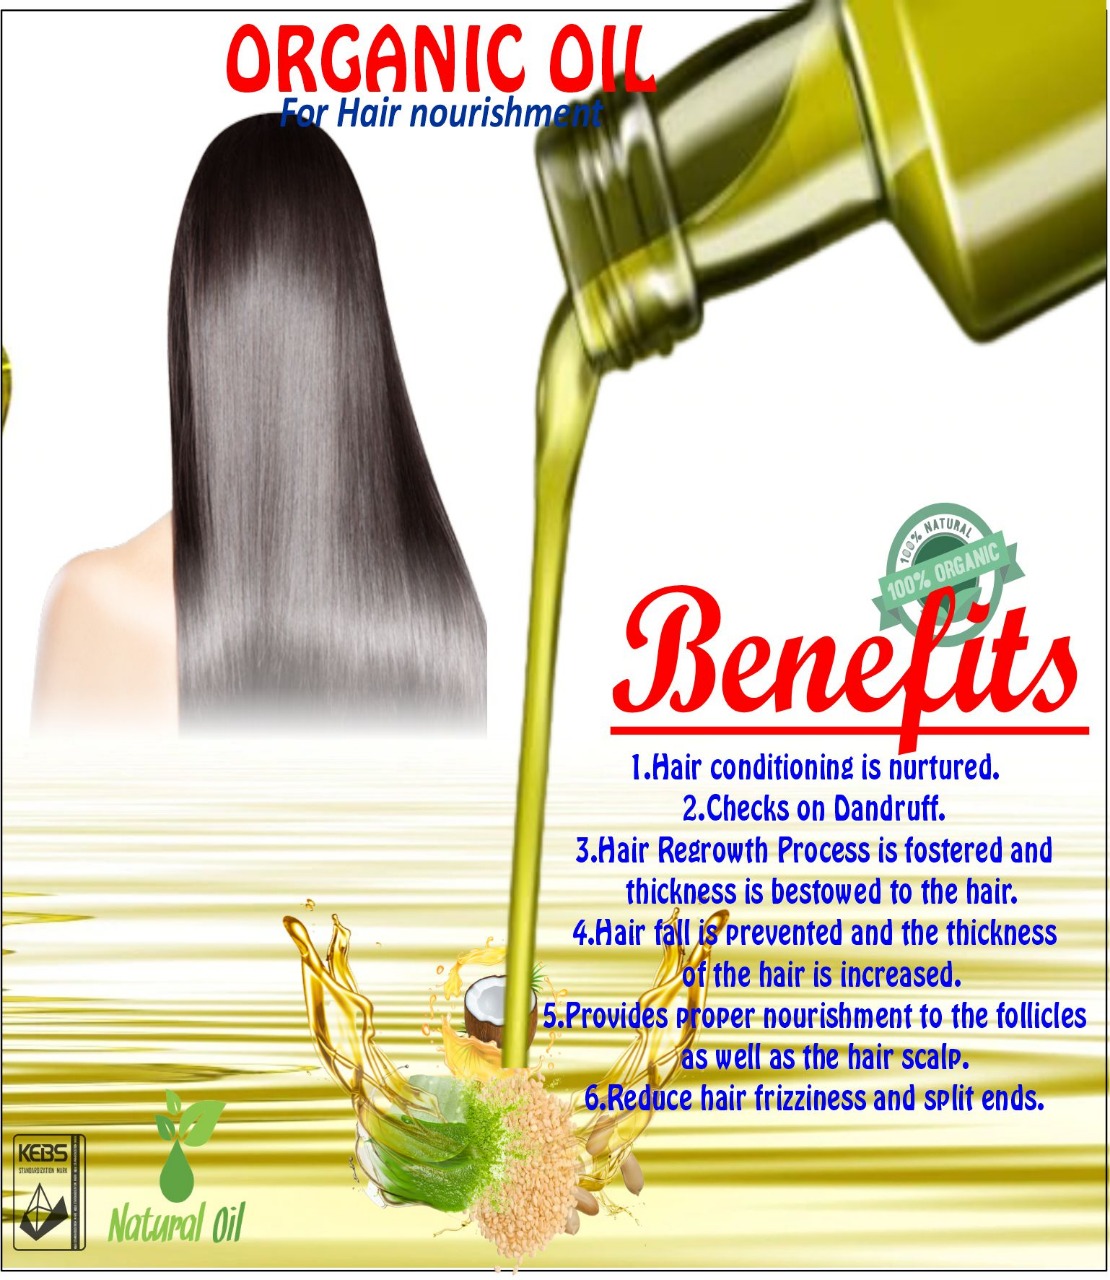 ORGANIC OIL
For Hair nourishment
100% NATURAL
100% ORGANIC
Benefits
1.Hair conditioning is nurtured.
2.Checks on Dandruff.
3.Hair Regrowth Process is fostered and
thickness is bestowed to the hair.
4.Hair fall is prevented and the thickness
of the hair is increased.
5.Provides proper nourishment to the follicles
as well as the hair scalp.
6.Reduce hair frizziness and split ends.
KEBS
STANDARDIZATION MARK
Natural Oil